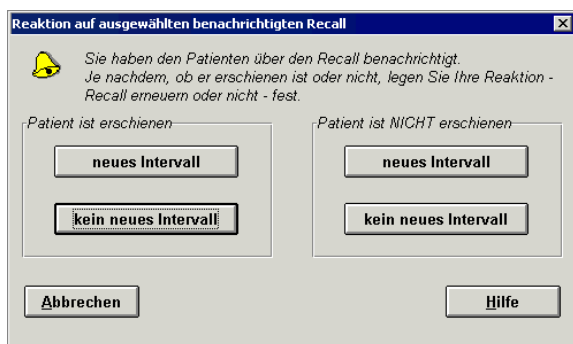 Reaktion auf ausgewählten benachrichtigten Recall
Sie haben den Patienten über den Recall benachrichtigt.
Je nachdem, ob er erschienen ist oder nicht, legen Sie Ihre Reaktion -
Recall erneuern oder nicht - fest.
Patient ist erschienen
neues Intervall
kein neues Intervall
Patient ist NICHT erschienen
neues Intervall
kein neues Intervall
Abbrechen
Hilfe